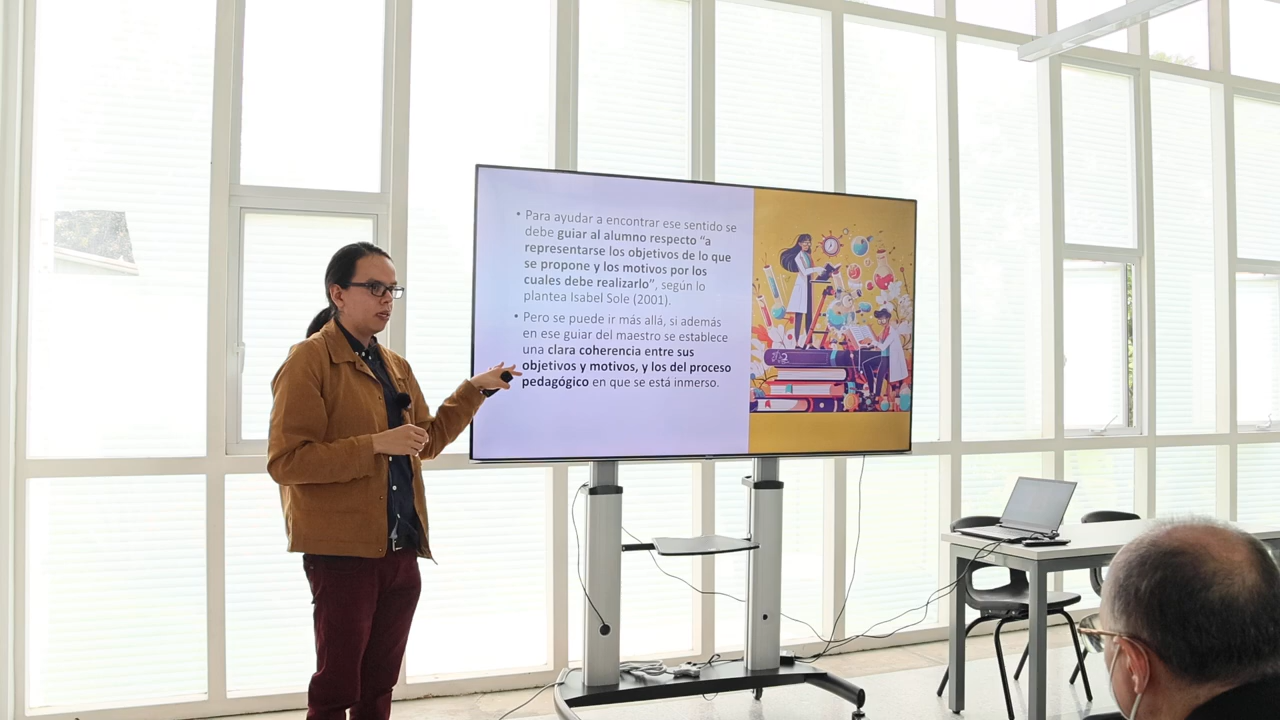 • Para ayudar a encontrar ese sentido se
debe guiar al alumno respecto “a
representarse los objetivos de lo que
se propone y los motivos por los
cuales debe realizarlo”, según lo
plantea Isabel Sole (2001).
• Pero se puede ir más allá, si además
en ese guiar del maestro se establece
una clara coherencia entre sus
objetivos y motivos, y los del proceso
pedagógico en que se está inmerso.